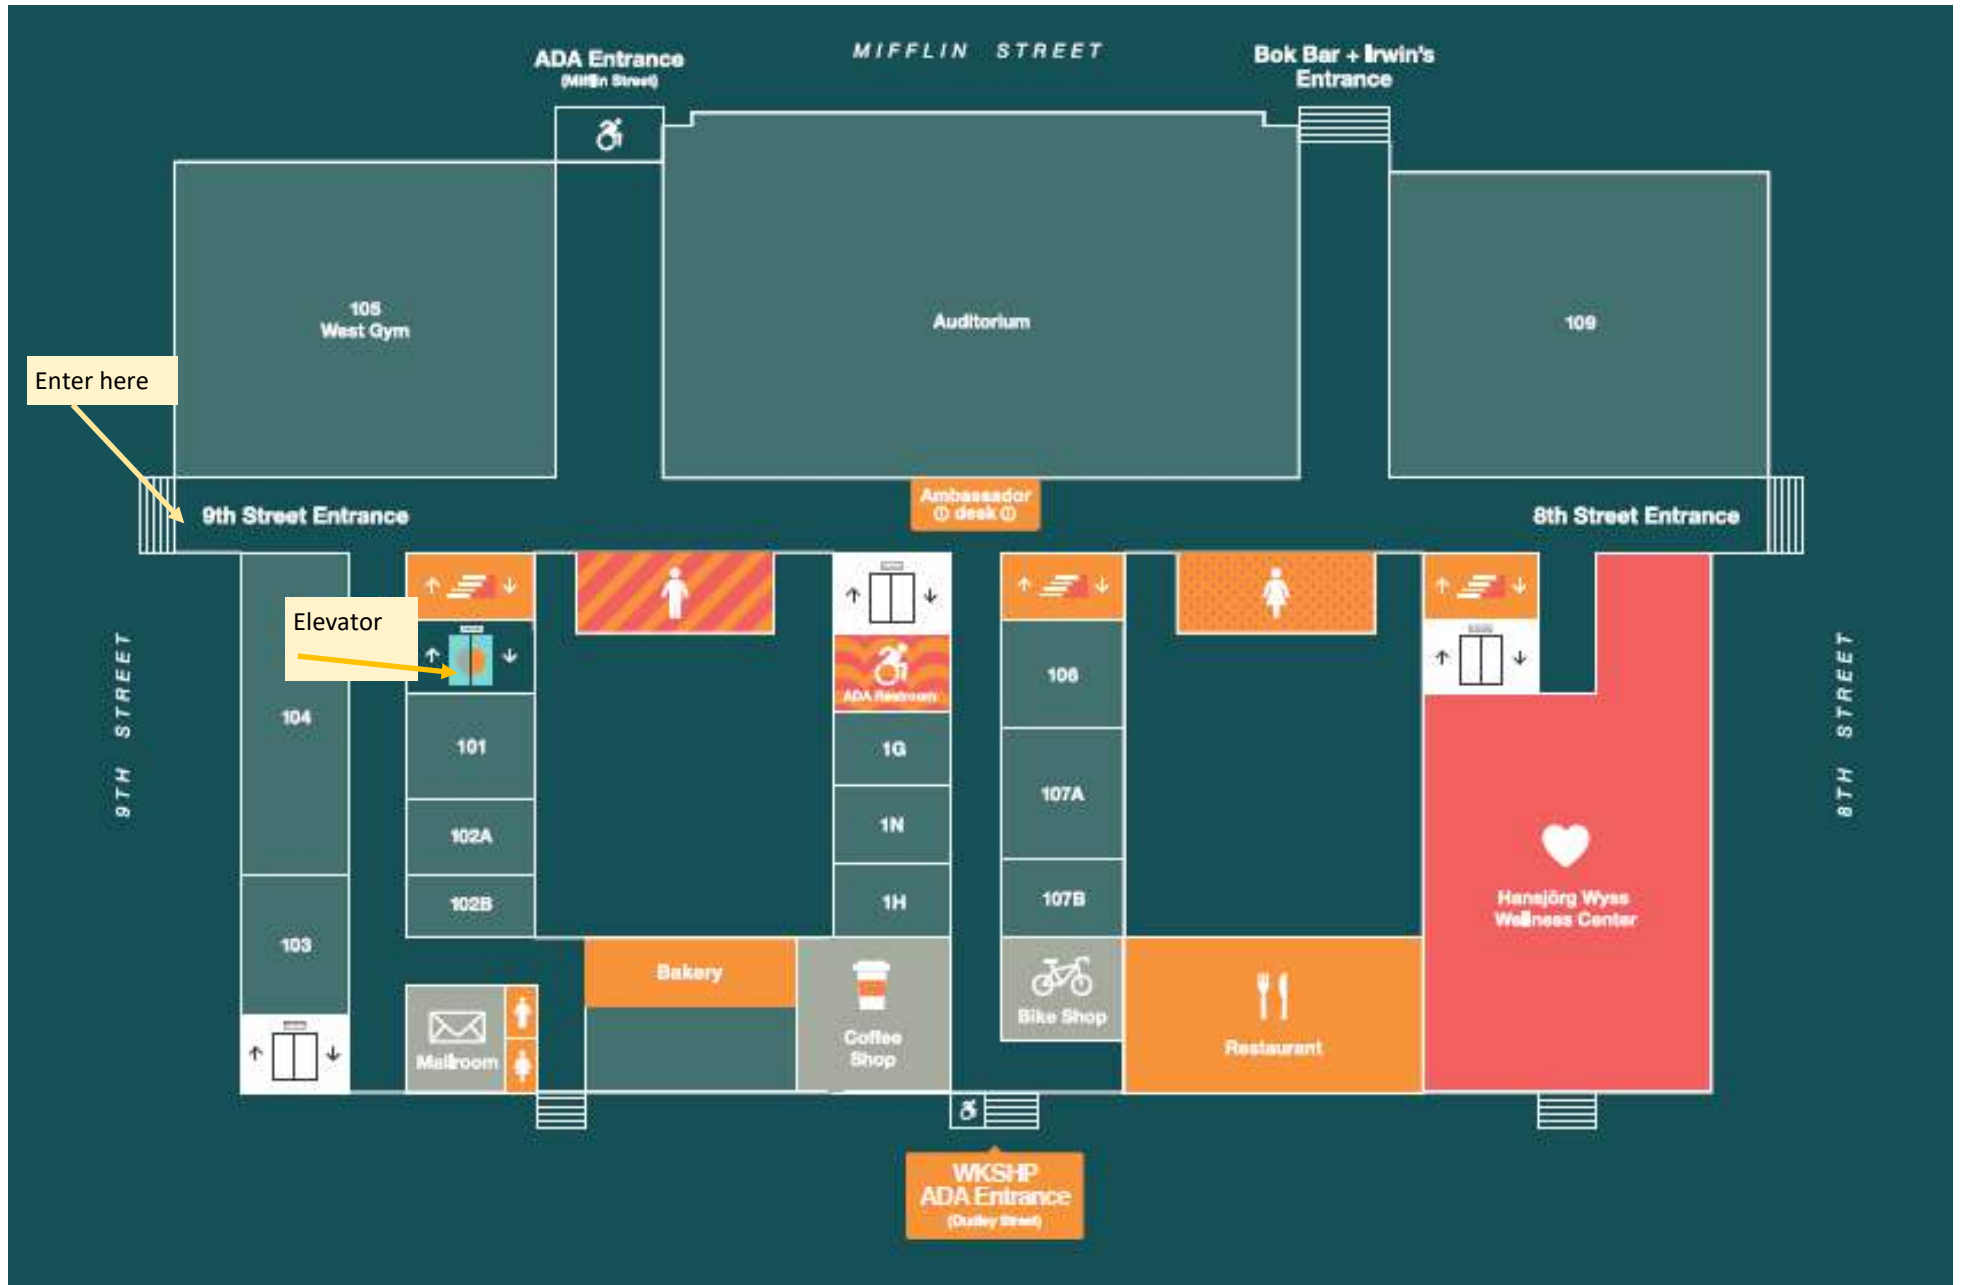 MIFFLIN STREET
ADA Entrance
(Mifflin Street)
Bok Bar + Irwin's
Entrance
105
West Gym
Auditorium
109
Enter here
9th Street Entrance
Ambassador
desk
8th Street Entrance
Elevator
9TH STREET
8TH STREET
104
101
102A
102B
103
ADA Restroom
1G
1N
1H
106
107A
107B
Hansjörg Wyss
Wellness Center
Bakery
Mailroom
Coffee
Shop
Bike Shop
Restaurant
WKSHP
ADA Entrance
(Dudley Street)